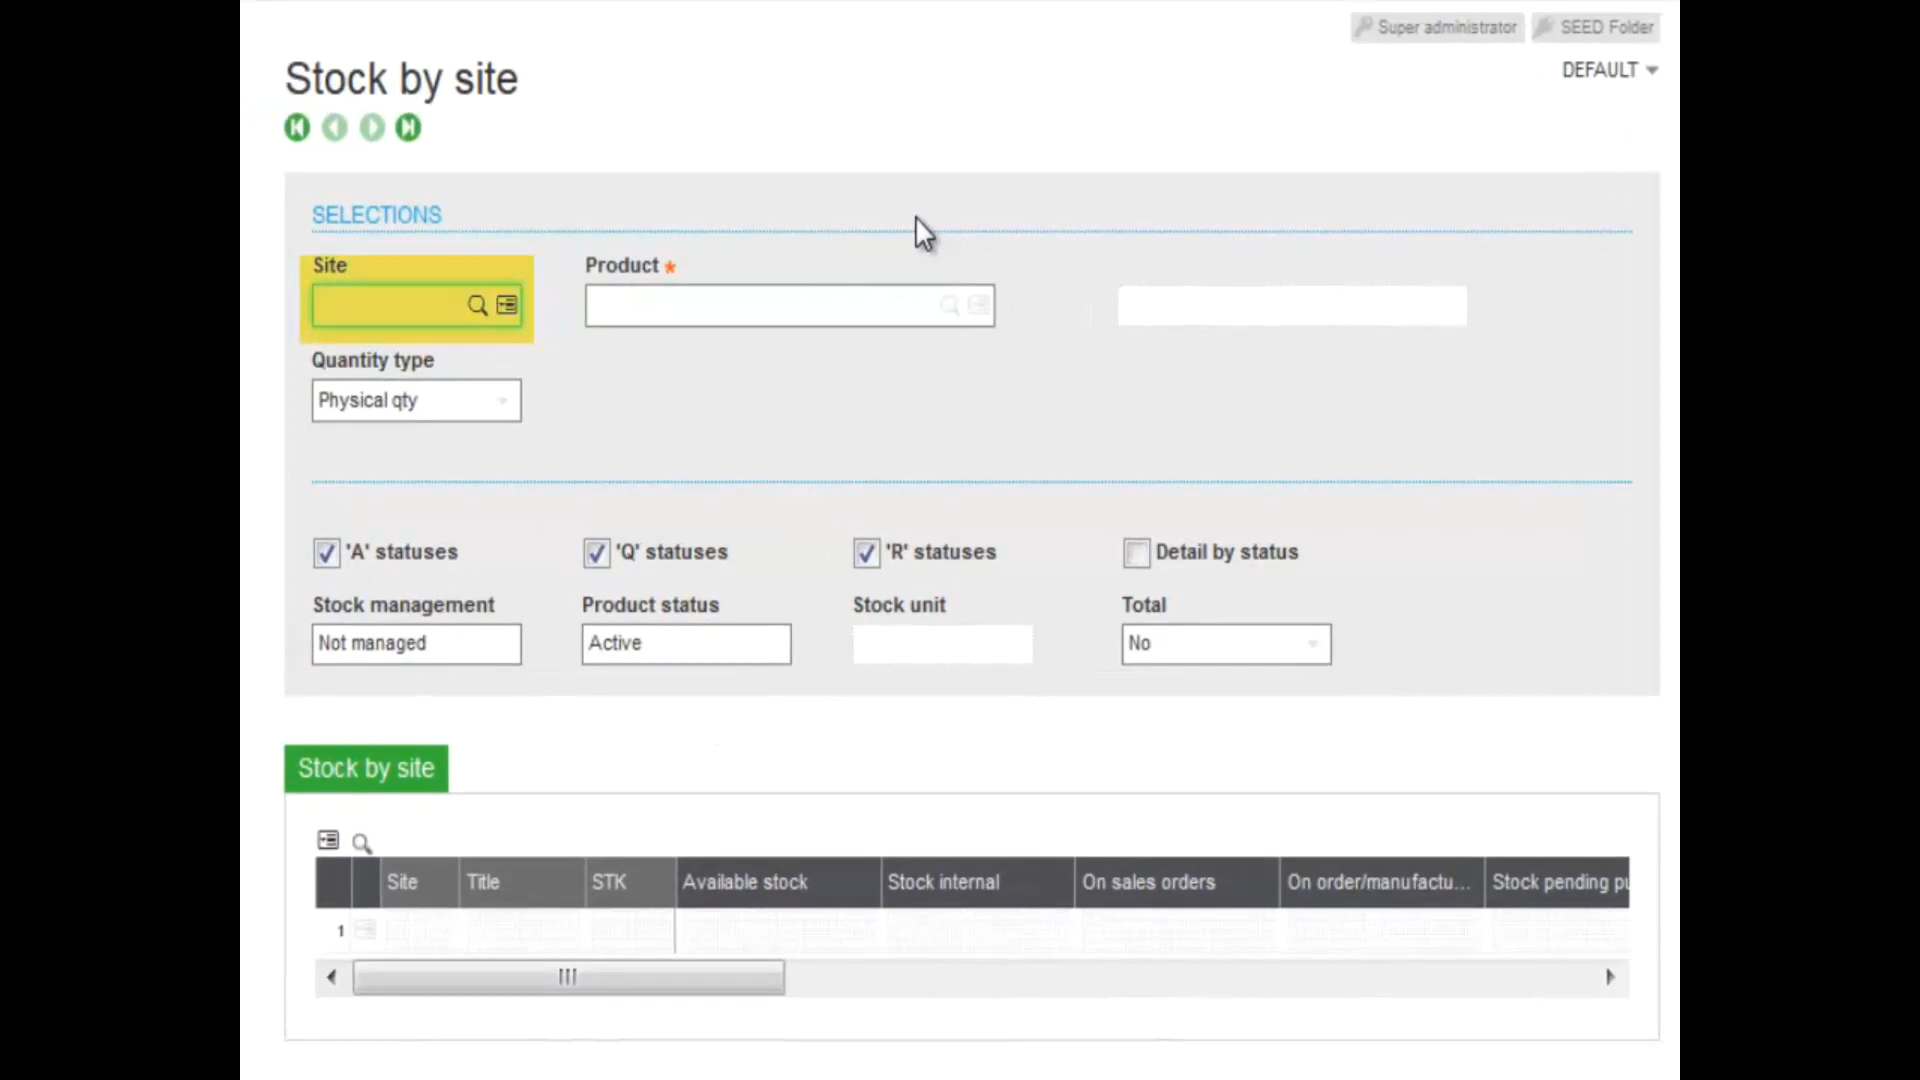 Super administrator SEED Folder
Stock by site
DEFAULT
SELECTIONS
Site Product *
Quantity type
Physical qty
'A' statuses 'Q' statuses 'R' statuses Detail by status
Stock management Product status Stock unit Total
Not managed Active No
Stock by site
Site Title STK Available stock Stock internal On sales orders On order/manufactu... Stock pending
1